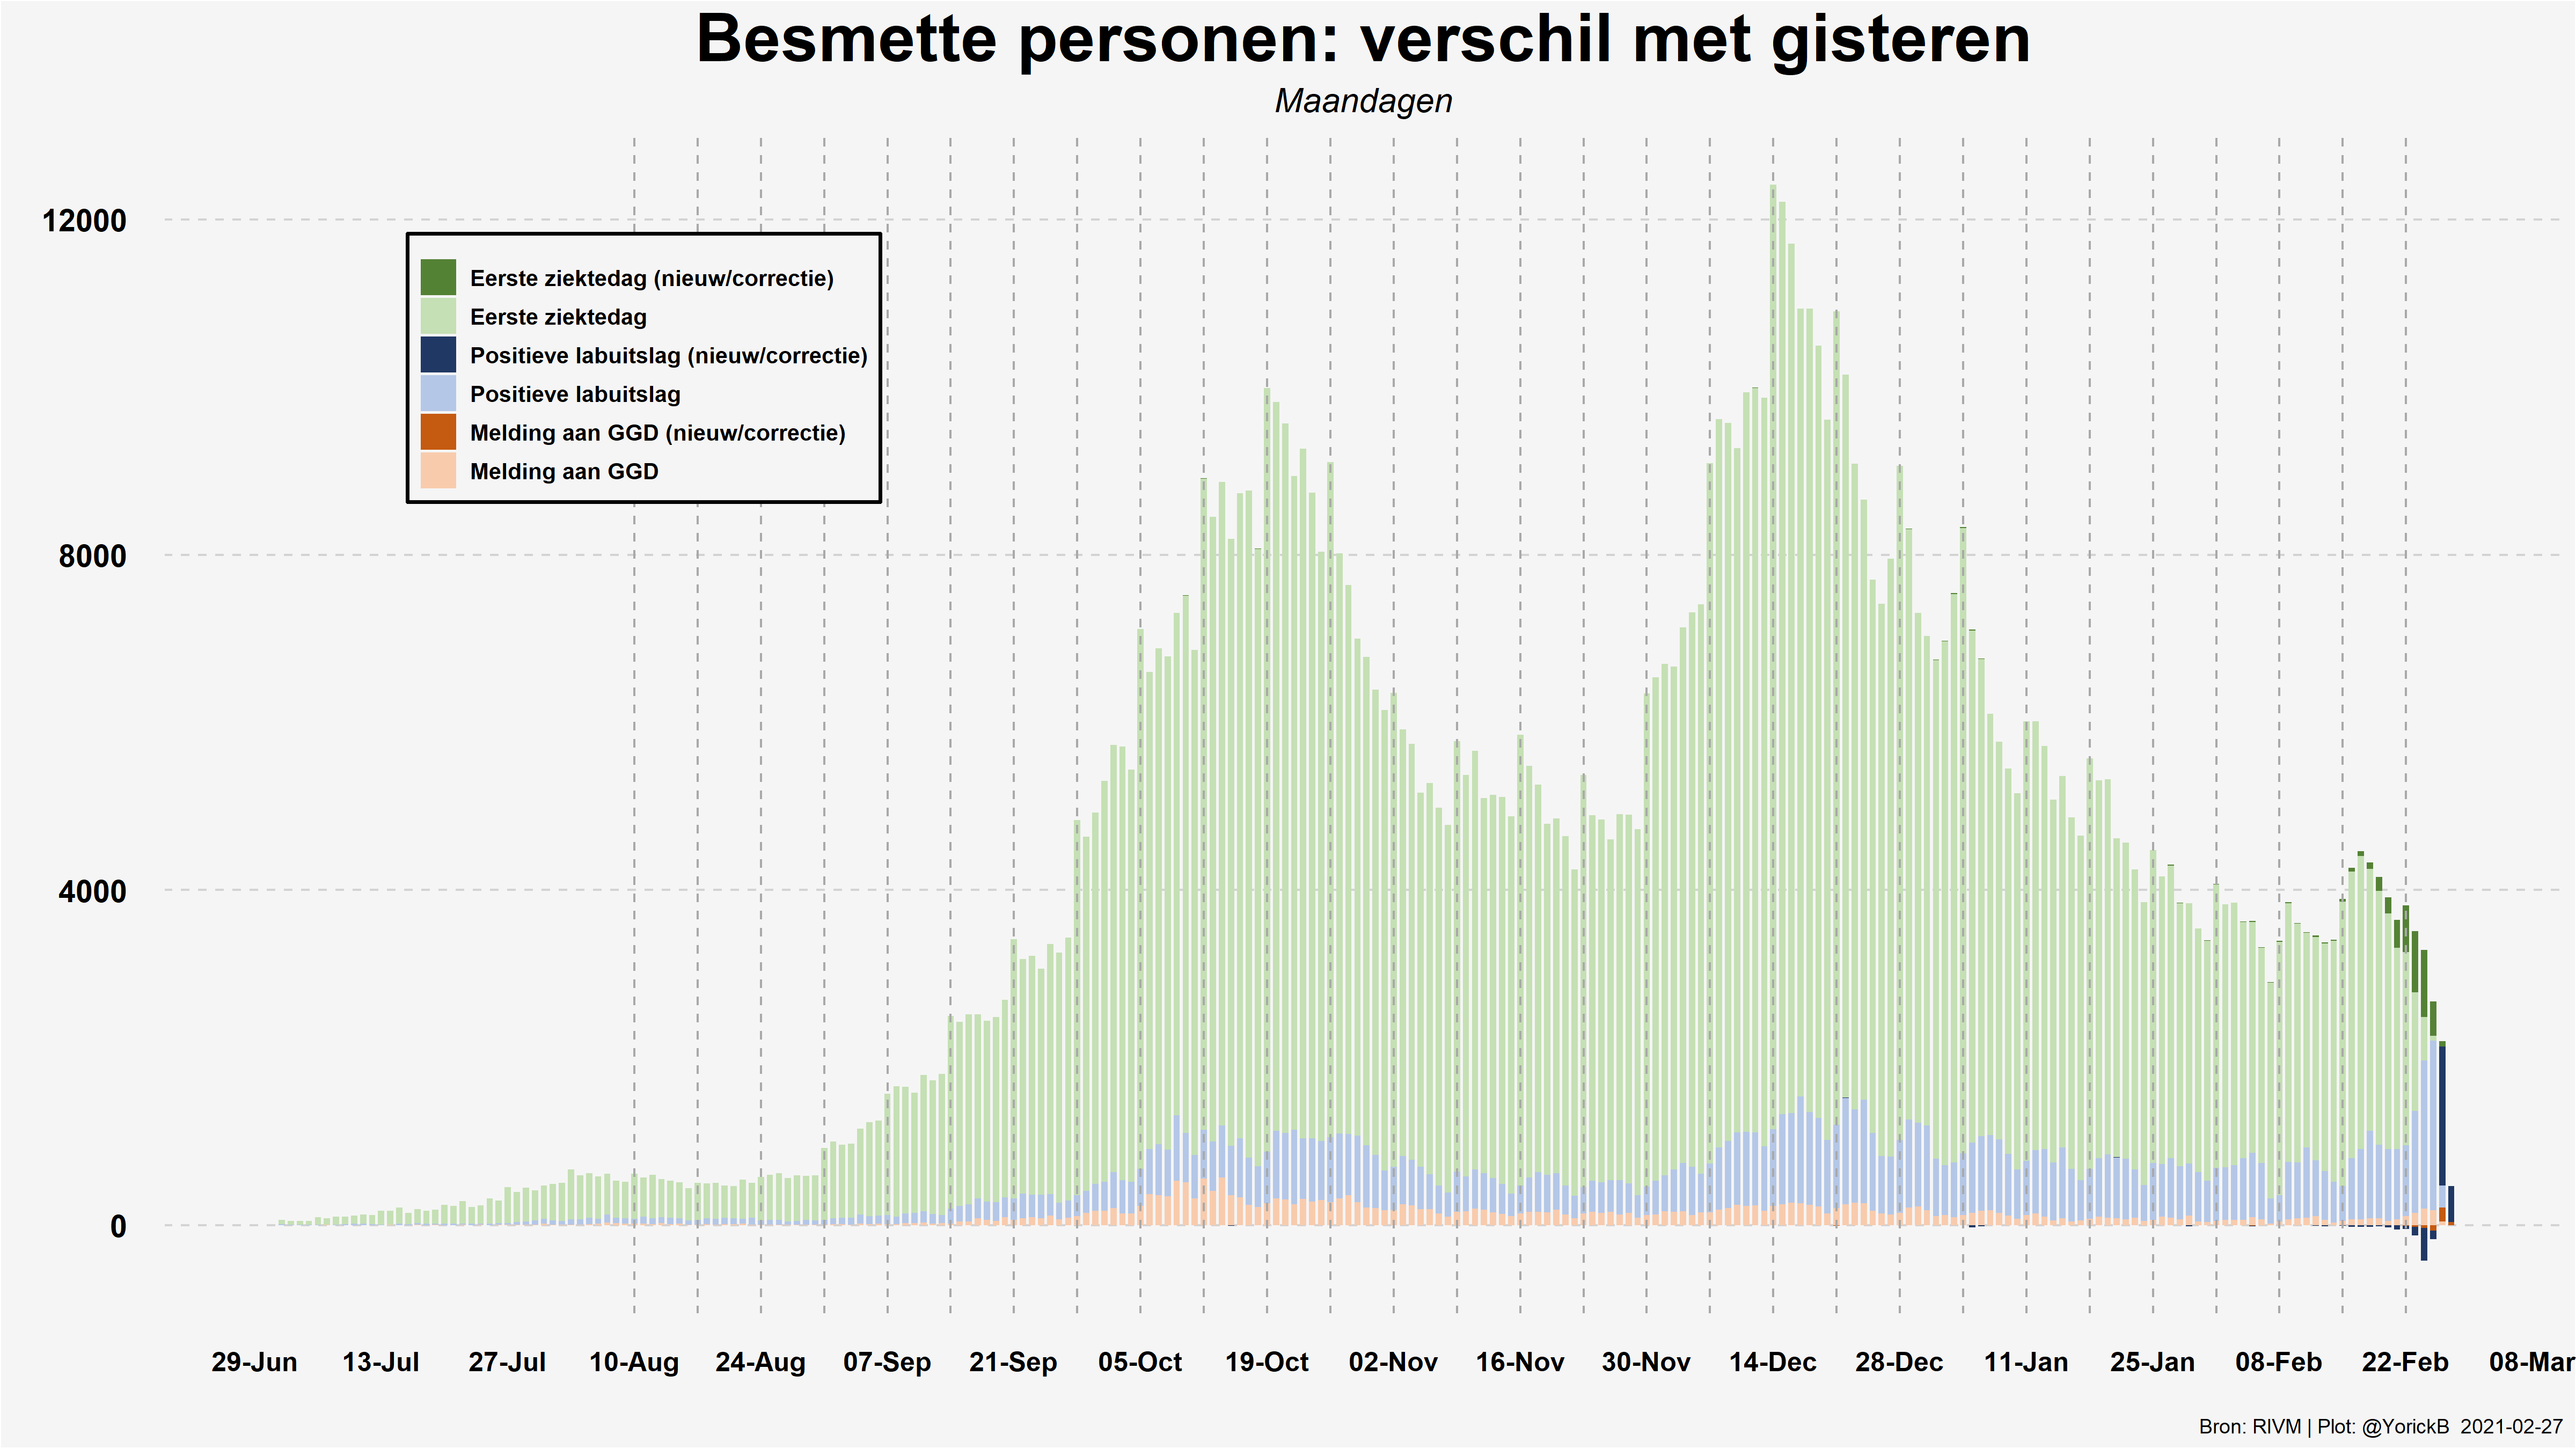 Besmette personen: verschil met gisteren
Maandagen
12000
8000
4000
0
Eerste ziektedag (nieuw/correctie)
Eerste ziektedag
Positieve labuitslag (nieuw/correctie)
Positieve labuitslag
Melding aan GGD (nieuw/correctie)
Melding aan GGD
29-Jun 13-Jul 27-Jul 10-Aug 24-Aug 07-Sep 21-Sep 05-Oct 19-Oct 02-Nov 16-Nov 30-Nov 14-Dec 28-Dec 11-Jan 25-Jan 08-Feb 22-Feb 08-Mar
Bron: RIVM | Plot: @YorickB 2021-02-27